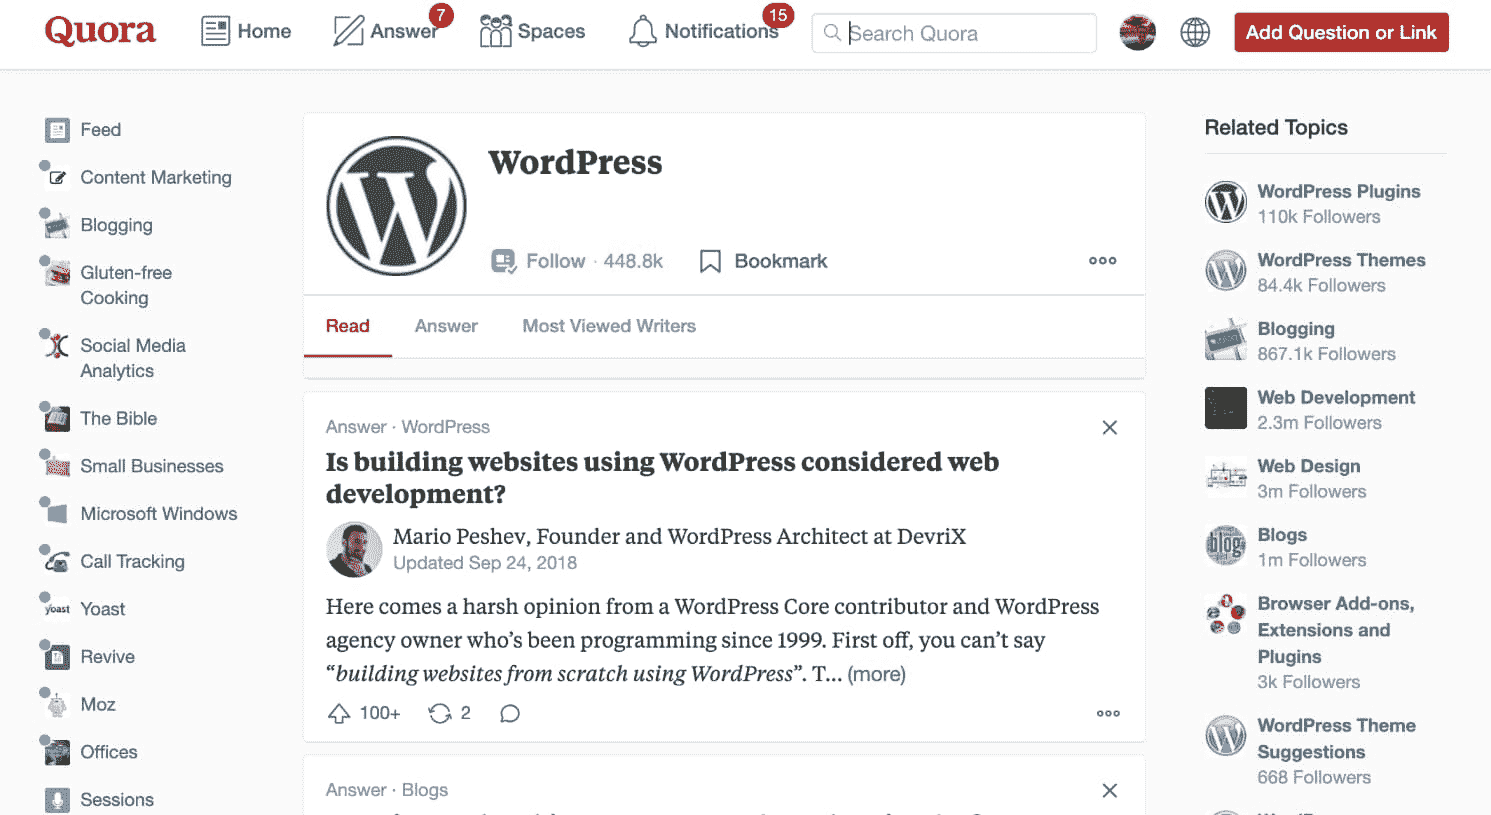 Quora
Home
Answer
7
Spaces
Notifications
15
Search Quora
Add Question or Link
Feed
Content Marketing
Blogging
Gluten-free
Cooking
Social Media
Analytics
The Bible
Small Businesses
Microsoft Windows
Call Tracking
yoast
Yoast
Revive
Moz
Offices
Sessions
WordPress
Follow · 448.8k
Bookmark
Read
Answer
Most Viewed Writers
Answer · WordPress
Is building websites using WordPress considered web
development?
Mario Peshev, Founder and WordPress Architect at DevriX
Updated Sep 24, 2018
Here comes a harsh opinion from a WordPress Core contributor and WordPress
agency owner who’s been programming since 1999. First off, you can’t say
“building websites from scratch using WordPress”. T... (more)
100+
2
Answer · Blogs
Related Topics
WordPress Plugins
110k Followers
WordPress Themes
84.4k Followers
Blogging
867.1k Followers
Web Development
2.3m Followers
Web Design
3m Followers
blog
Blogs
1m Followers
Browser Add-ons,
Extensions and
Plugins
3k Followers
WordPress Theme
Suggestions
668 Followers